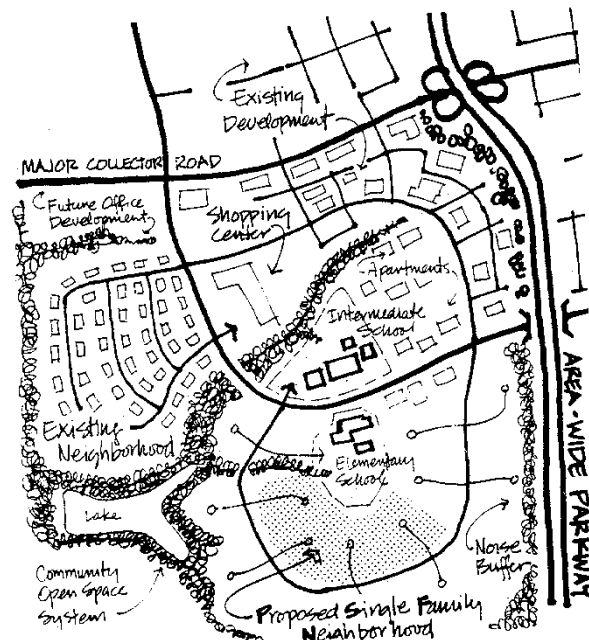 Existing
Development
MAJOR COLLECTOR ROAD
Future Office
Development
Shopping
Center
Apartments
Intermediate
School
Existing
Neighborhood
Elementary
School
Lake
Community
Open Space
System
Noise
Buffer
AREA-WIDE PARKWAY
Proposed Single Family
Neighborhood